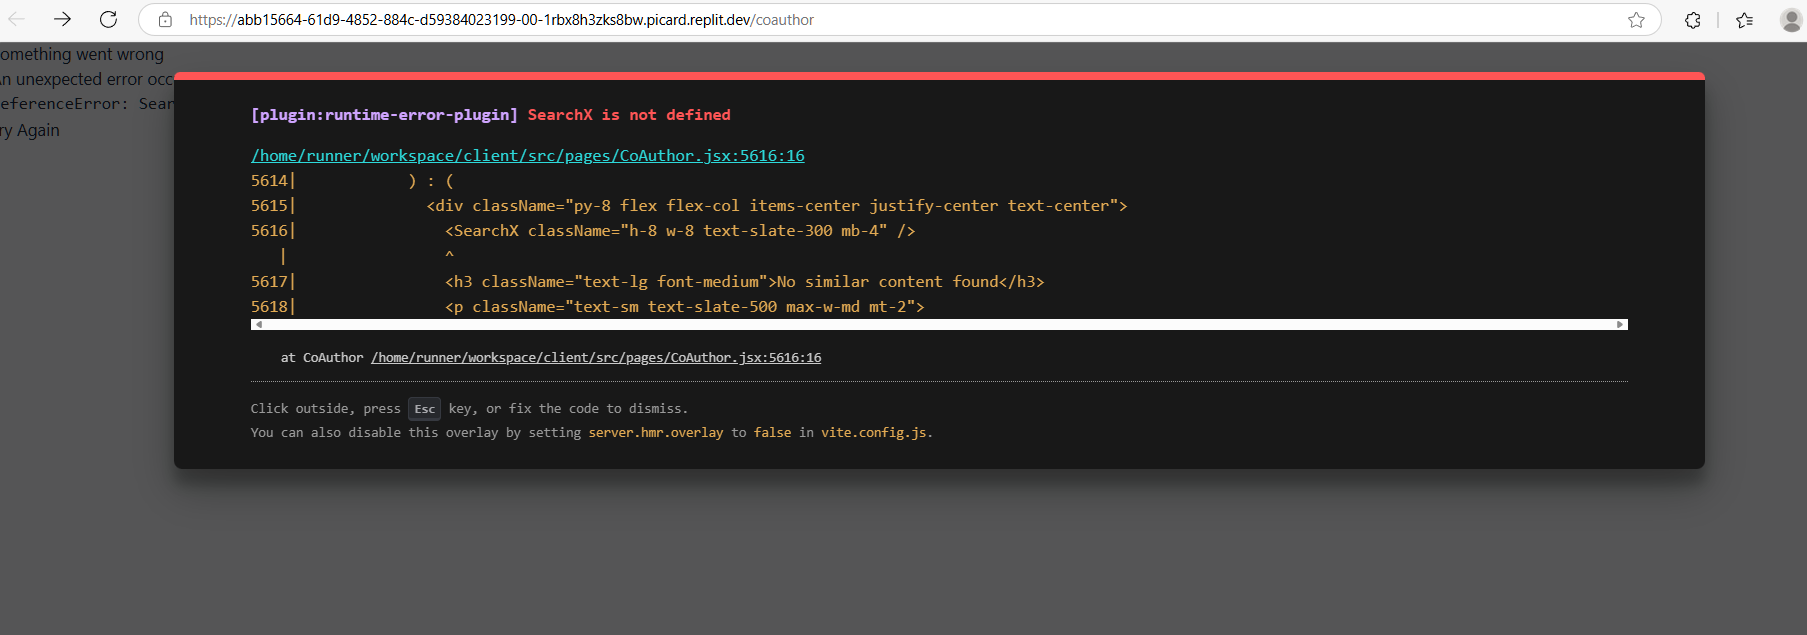 https://abb15664-61d9-4852-884c-d59384023199-00-1rbx8h3zks8bw.picard.replit.dev/coauthor
omething went wrong
n unexpected error occ
eferenceError: Sear
ry Again
[plugin:runtime-error-plugin] SearchX is not defined
/home/runner/workspace/client/src/pages/CoAuthor.jsx:5616:16
5614|            ) : (
5615|              <div className="py-8 flex flex-col items-center justify-center text-center">
5616|                <SearchX className="h-8 w-8 text-slate-300 mb-4" />
|                ^
5617|                <h3 className="text-lg font-medium">No similar content found</h3>
5618|                <p className="text-sm text-slate-500 max-w-md mt-2">
at CoAuthor /home/runner/workspace/client/src/pages/CoAuthor.jsx:5616:16
Click outside, press Esc key, or fix the code to dismiss.
You can also disable this overlay by setting server.hmr.overlay to false in vite.config.js.